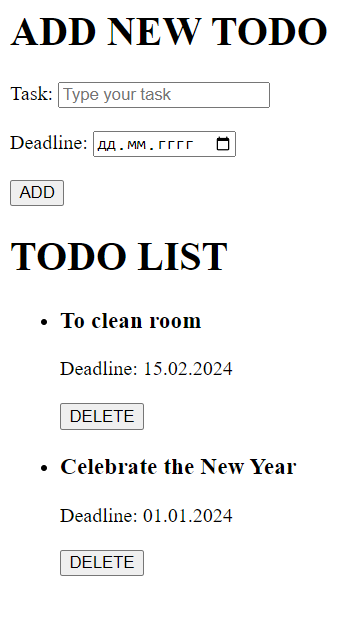 ADD NEW TODO
Task: Type your task
Deadline: дд.мм.гггг
ADD
TODO LIST
To clean room
Deadline: 15.02.2024
DELETE
Celebrate the New Year
Deadline: 01.01.2024
DELETE